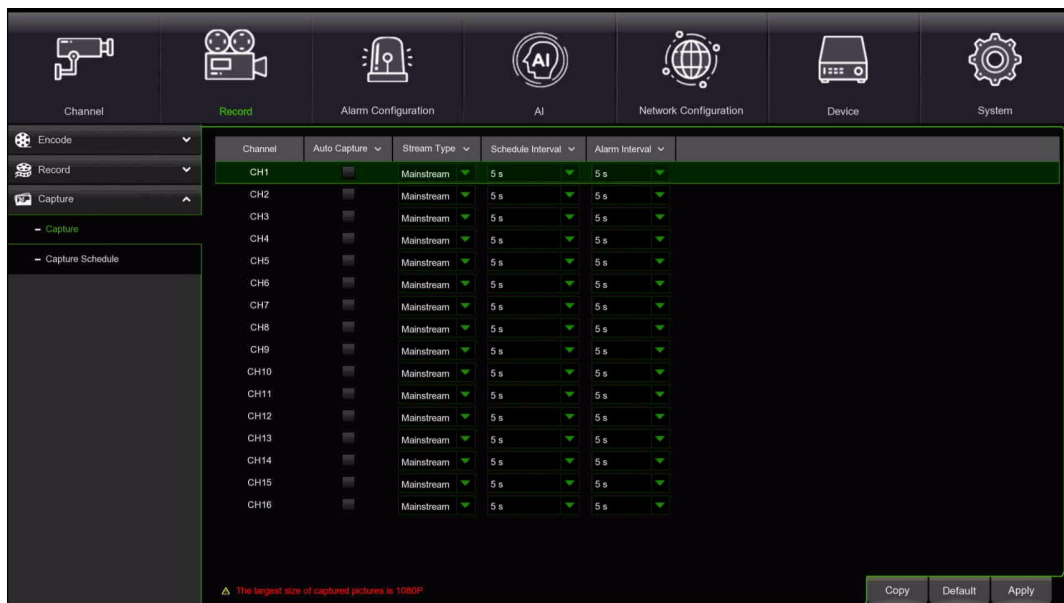 AI
Channel Record Alarm Configuration AI Network Configuration Device System
Encode
Record
Capture
– Capture
– Capture Schedule
Channel Auto Capture Stream Type Schedule Interval Alarm Interval
CH1 Mainstream 5 s 5 s
CH2 Mainstream 5 s 5 s
CH3 Mainstream 5 s 5 s
CH4 Mainstream 5 s 5 s
CH5 Mainstream 5 s 5 s
CH6 Mainstream 5 s 5 s
CH7 Mainstream 5 s 5 s
CH8 Mainstream 5 s 5 s
CH9 Mainstream 5 s 5 s
CH10 Mainstream 5 s 5 s
CH11 Mainstream 5 s 5 s
CH12 Mainstream 5 s 5 s
CH13 Mainstream 5 s 5 s
CH14 Mainstream 5 s 5 s
CH15 Mainstream 5 s 5 s
CH16 Mainstream 5 s 5 s
The largest size of captured pictures is 1080P
Copy Default Apply